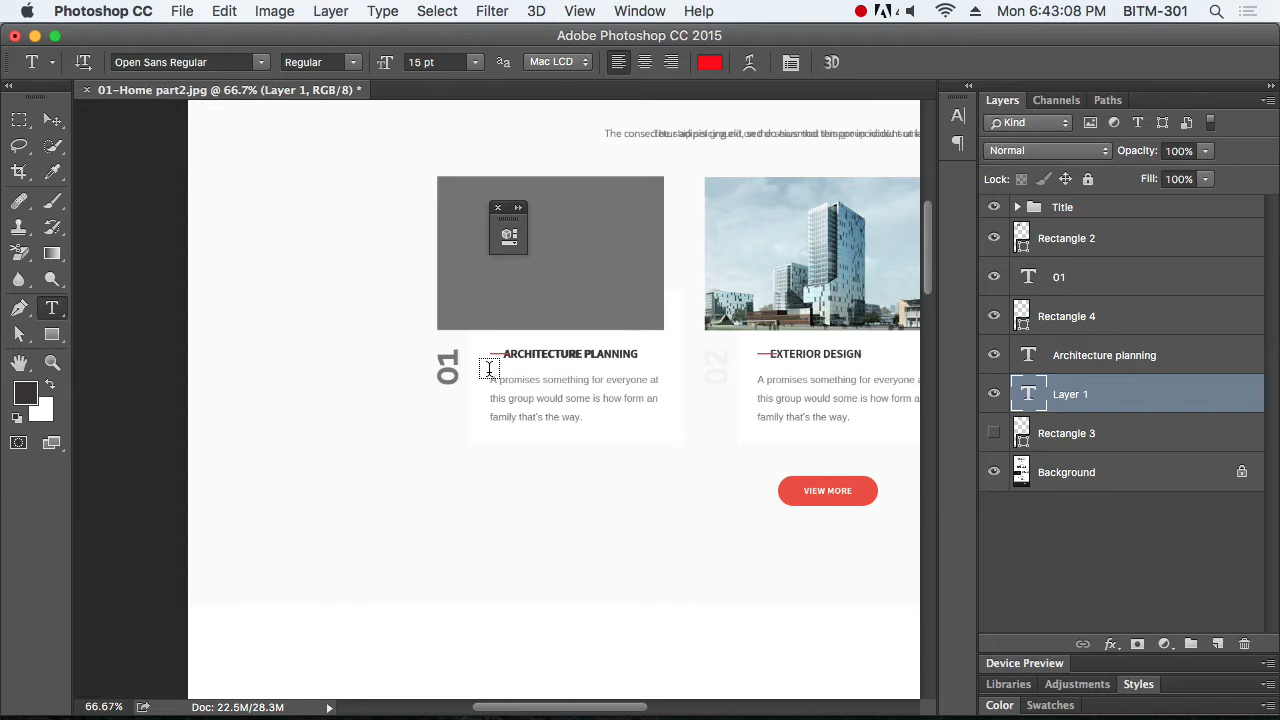 Photoshop CC File Edit Image Layer Type Select Filter 3D View Window Help Mon 6:43:08 PM BITM-301
Adobe Photoshop CC 2015
T Open Sans Regular Regular 15 pt aa Mac LCD 3D
01-Home part2.jpg @ 66.7% (Layer 1, RGB/8) *
ARCHITECTURE PLANNING
01
A promises something for everyone at
this group would some is how form an
family that's the way.
EXTERIOR DESIGN
02
A promises something for everyone
this group would some is how form
family that's the way.
VIEW MORE
66.67% Doc: 22.5M/28.3M
Layers Channels Paths
Kind
Normal Opacity: 100%
Lock: Fill: 100%
Title
Rectangle 2
01
Rectangle 4
Architecture planning
Layer 1
Rectangle 3
Background
fx
Device Preview
Libraries Adjustments Styles
Color Swatches